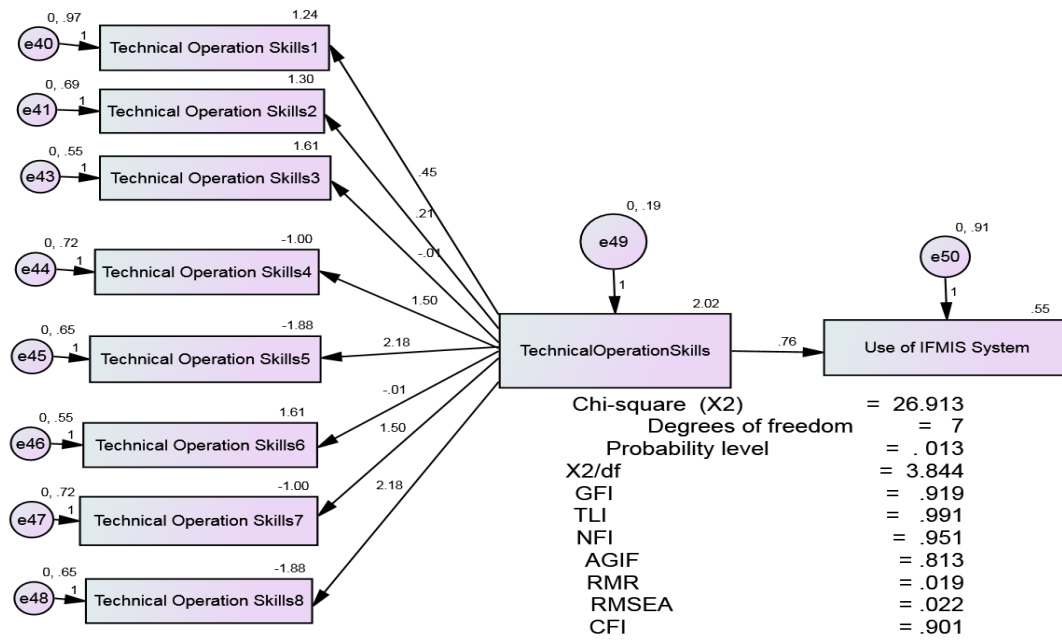 0, .97
1.24
e40
1
Technical Operation Skills1
0, .69
1.30
e41
1
Technical Operation Skills2
0, .55
1.61
e43
1
Technical Operation Skills3
0, .72
-1.00
e44
1
Technical Operation Skills4
0, .65
-1.88
e45
1
Technical Operation Skills5
0, .55
1.61
e46
1
Technical Operation Skills6
0, .72
-1.00
e47
1
Technical Operation Skills7
0, .65
-1.88
e48
1
Technical Operation Skills8
.45
.21
-.01
1.50
2.18
-.01
1.50
2.18
0, .19
e49
1
2.02
TechnicalOperationSkills
.76
0, .91
e50
1
.55
Use of IFMIS System
Chi-square (X2) = 26.913
Degrees of freedom = 7
Probability level = . 013
X2/df = 3.844
GFI = .919
TLI = .991
NFI = .951
AGIF = .813
RMR = .019
RMSEA = .022
CFI = .901